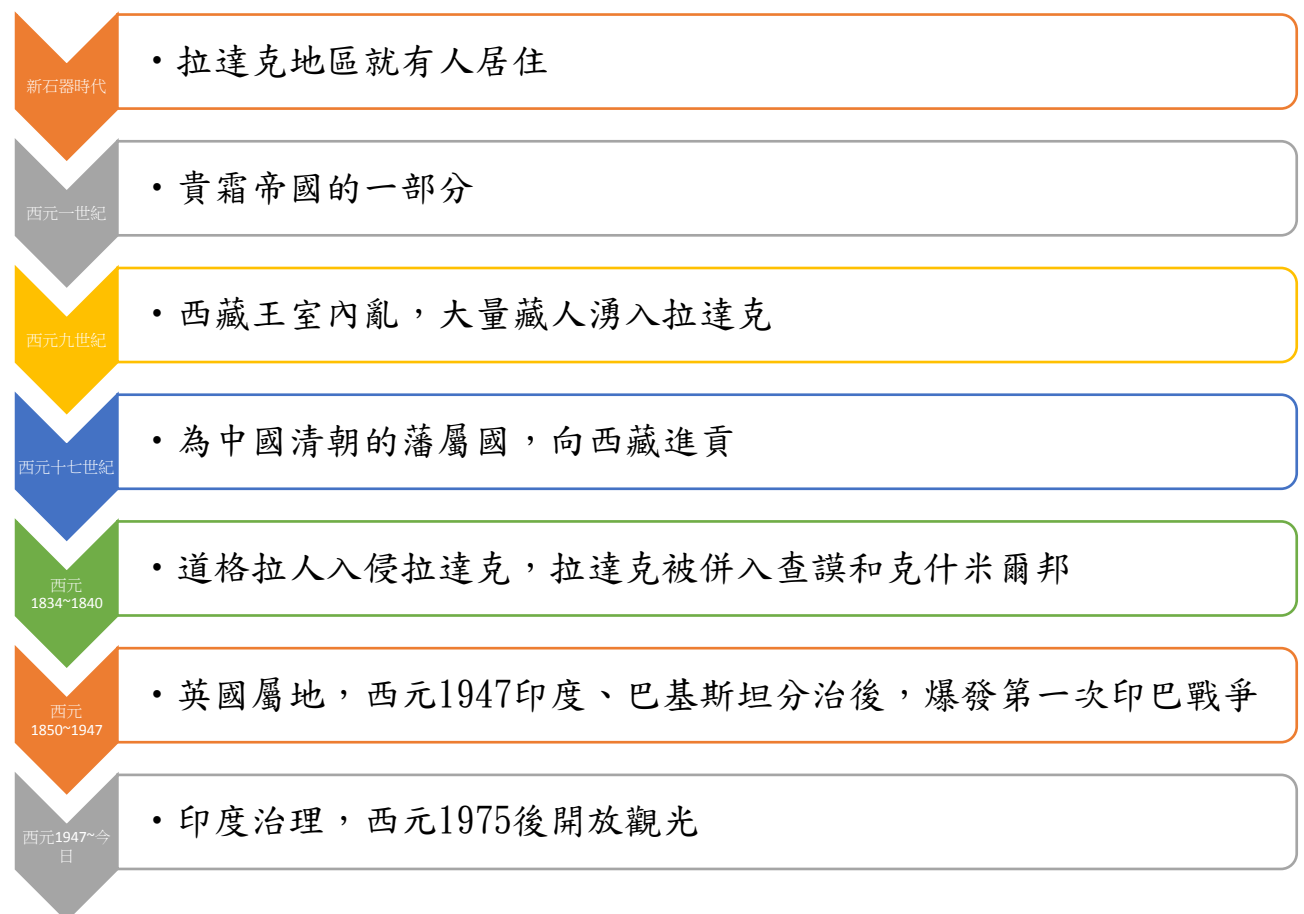 新石器時代
・拉達克地區就有人居住
西元一世紀
・貴霜帝國的一部分
西元九世紀
・西藏王室內亂，大量藏人湧入拉達克
西元十七世紀
・為中國清朝的藩屬國，向西藏進貢
西元
1834~1840
・道格拉人入侵拉達克，拉達克被併入查謨和克什米爾邦
西元
1850~1947
・英國屬地，西元1947印度、巴基斯坦分治後，爆發第一次印巴戰爭
西元1947~今
日
・印度治理，西元1975後開放觀光